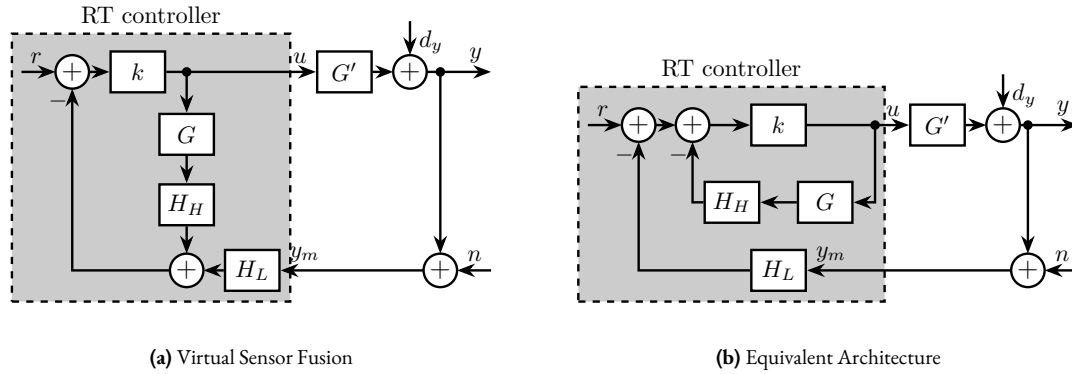 RT controller
r
+
k
u
G'
+
d_y
y
−
G
H_H
+
H_L
y_m
+
n
(a) Virtual Sensor Fusion
RT controller
r
+
+
k
u
G'
+
d_y
y
−
−
H_H
G
H_L
y_m
+
n
(b) Equivalent Architecture